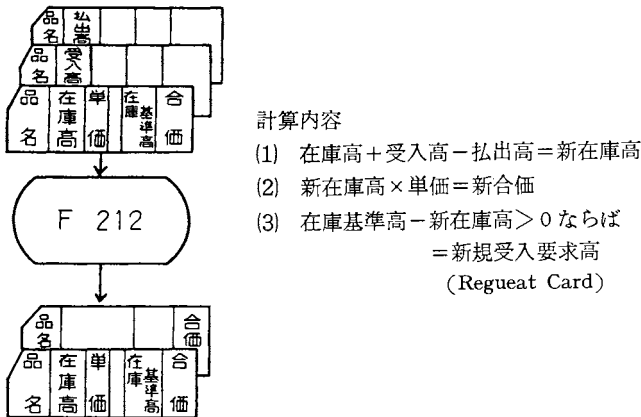 品名 払出高
品名 受入高
品名 在庫高 単価 在庫基準高 合価
F 212
品名 合価
品名 在庫高 単価 在庫基準高 合価
計算内容
(1) 在庫高+受入高-払出高=新在庫高
(2) 新在庫高×単価=新合価
(3) 在庫基準高-新在庫高>0ならば
=新規受入要求高
(Regueat Card)